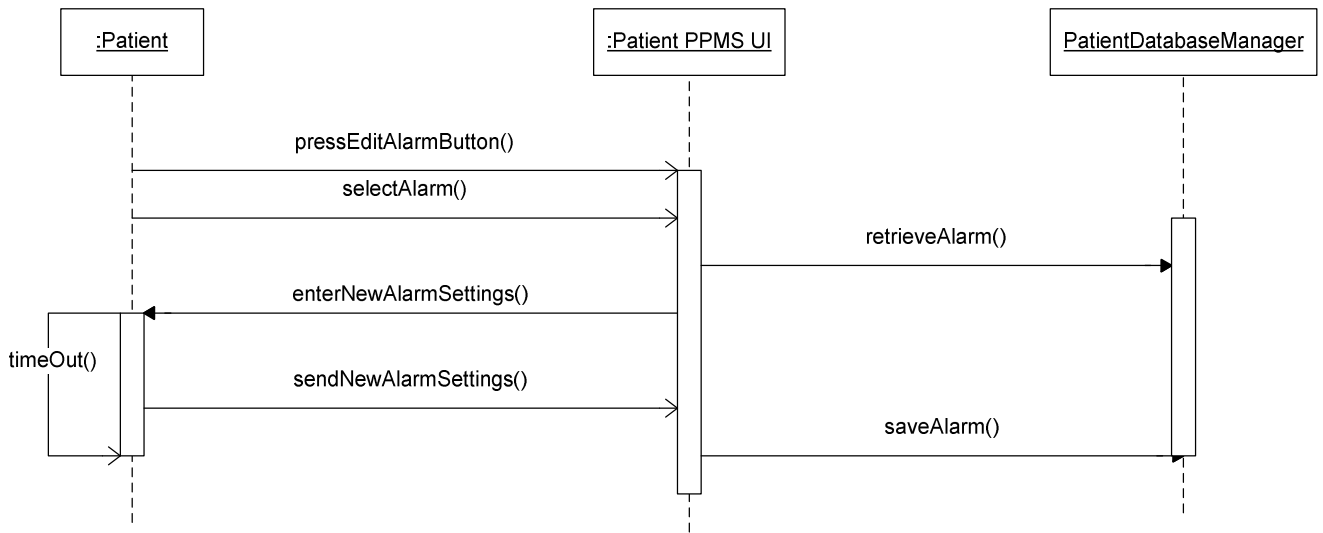 :Patient
:Patient PPMS UI
PatientDatabaseManager
pressEditAlarmButton()
selectAlarm()
retrieveAlarm()
enterNewAlarmSettings()
timeOut()
sendNewAlarmSettings()
saveAlarm()